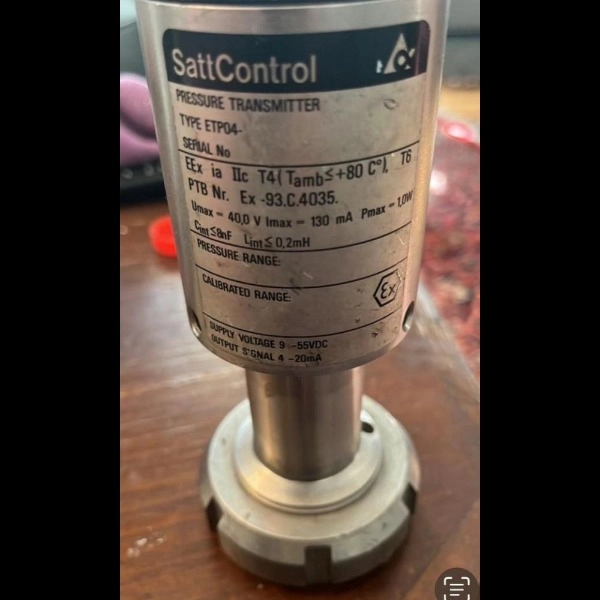 SattControl
PRESSURE TRANSMITTER
TYPE ETP04-
SERIAL No
EEx ia IIc T4( Tamb≤+80 C°), T6
PTB Nr. Ex -93.C.4035.
Umax = 40,0 V Imax = 130 mA Pmax = 1,0W
Cint ≤8nF Lint ≤ 0,2mH
PRESSURE RANGE:
CALIBRATED RANGE:
Ex
SUPPLY VOLTAGE 9 -55VDC
OUTPUT SIGNAL 4 -20mA